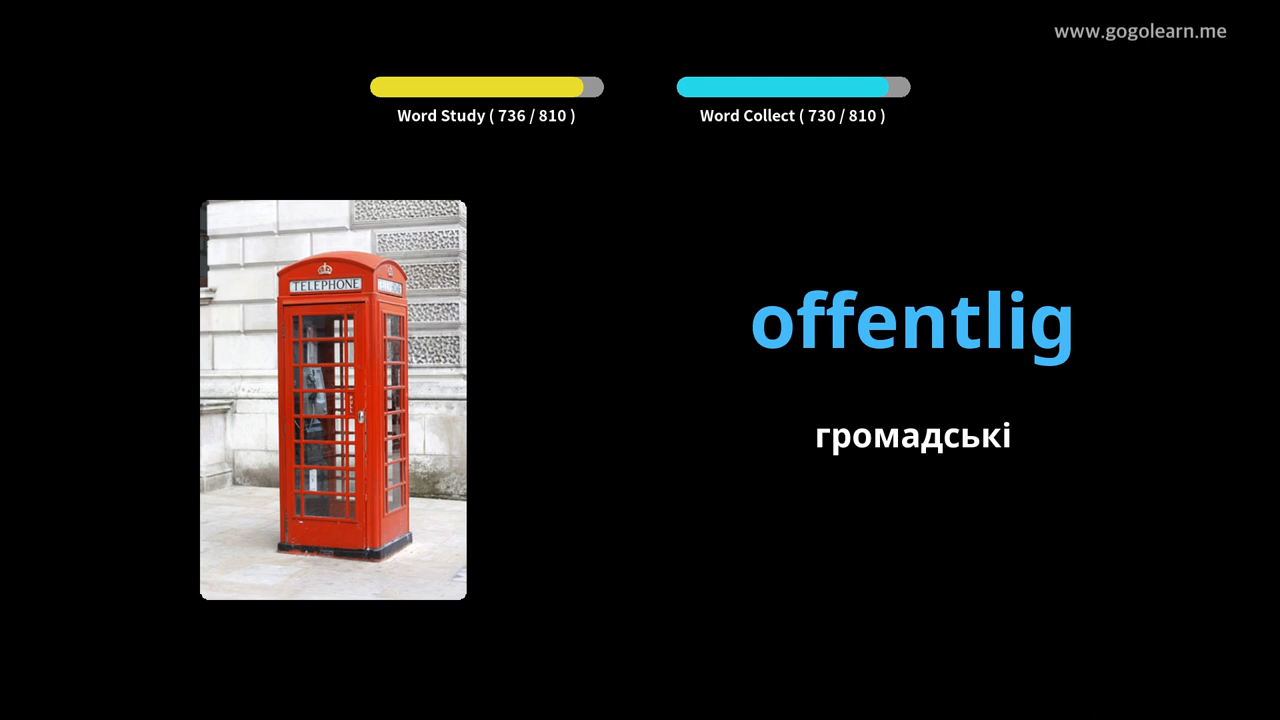 www.gogolearn.me
Word Study ( 736 / 810 )
Word Collect ( 730 / 810 )
TELEPHONE
offentlig
громадські